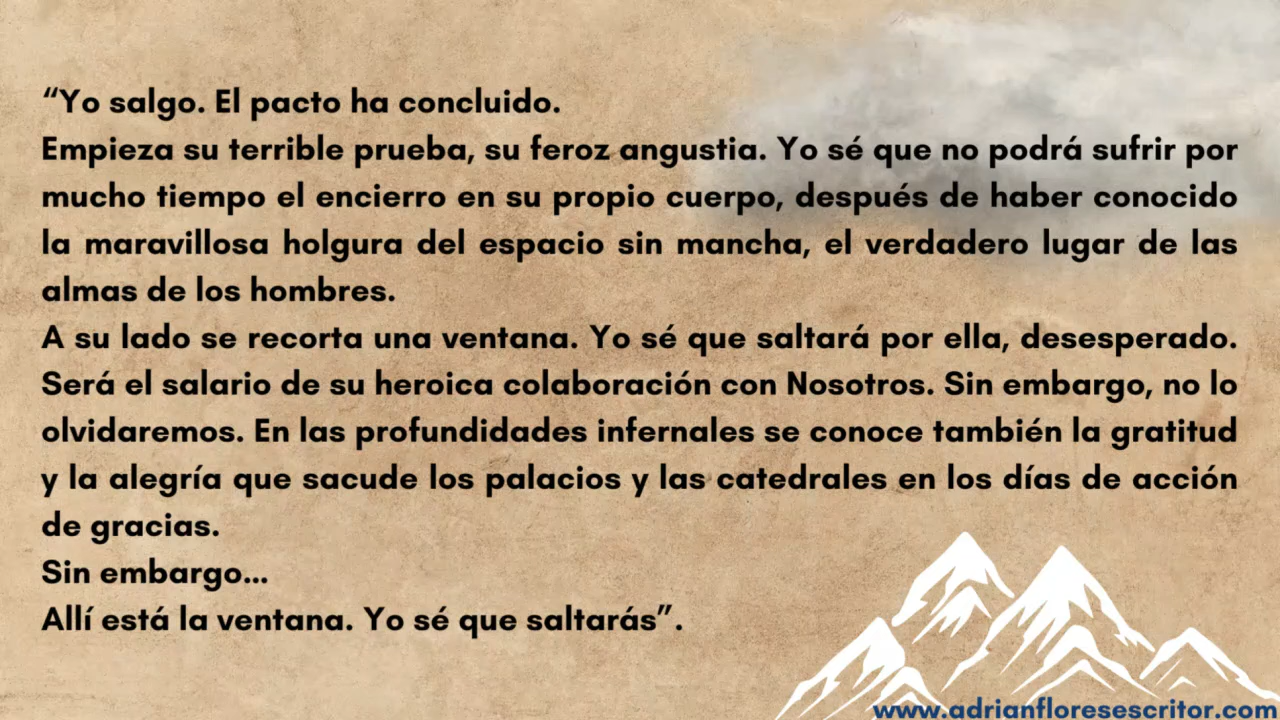 “Yo salgo. El pacto ha concluido.
Empieza su terrible prueba, su feroz angustia. Yo sé que no podrá sufrir por
mucho tiempo el encierro en su propio cuerpo, después de haber conocido
la maravillosa holgura del espacio sin mancha, el verdadero lugar de las
almas de los hombres.
A su lado se recorta una ventana. Yo sé que saltará por ella, desesperado.
Será el salario de su heroica colaboración con Nosotros. Sin embargo, no lo
olvidaremos. En las profundidades infernales se conoce también la gratitud
y la alegría que sacude los palacios y las catedrales en los días de acción
de gracias.
Sin embargo...
Allí está la ventana. Yo sé que saltarás”.
www.adrianfloresescritor.com